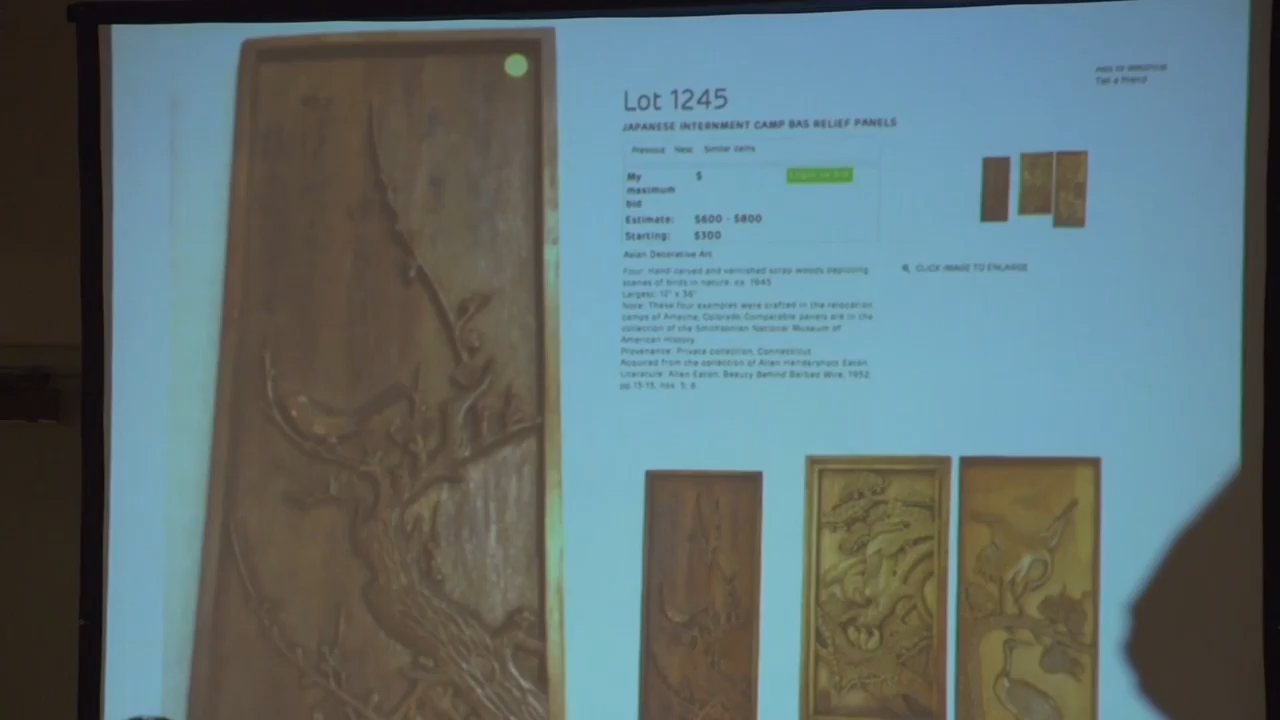 Lot 1245
Tell a friend
JAPANESE INTERNMENT CAMP BAS RELIEF PANELS
Previous Next Similar items
My maximum bid $ Login to bid
Estimate: $600 - $800
Starting: $300
Asian Decorative Art
CLICK IMAGE TO ENLARGE
Four: Hand carved and varnished scrap woods depicting
scenes of birds in nature, ca. 1945
Largest: 12" x 36"
Note: These four examples were crafted in the relocation
camps of Amache, Colorado. Comparable panels are in the
collection of the Smithsonian National Museum of
American History.
Provenance: Private collection, Connecticut
Acquired from the collection of Allen Hendershott Eaton
Literature: Allen Eaton, Beauty Behind Barbed Wire, 1952,
pp.